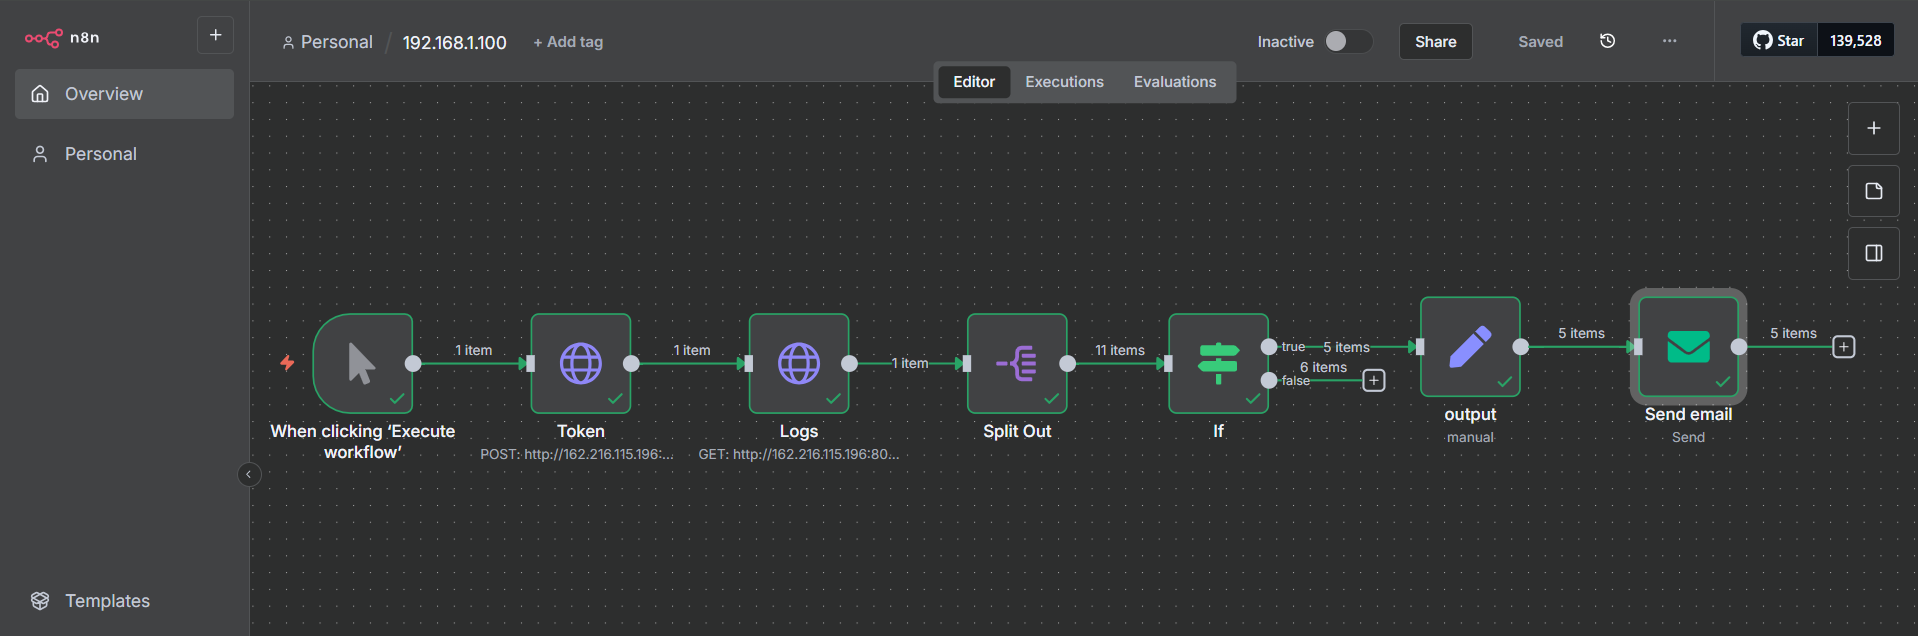 n8n
+
Overview
Personal
Templates
Personal / 192.168.1.100 + Add tag
Inactive
Share
Saved
...
Star 139,528
Editor Executions Evaluations
1 item
1 item
1 item
11 items
true 5 items
6 items
false
5 items
5 items
When clicking ‘Execute
workflow’
Token
POST: http://162.216.115.196:...
Logs
GET: http://162.216.115.196:80...
Split Out
If
output
manual
Send email
Send